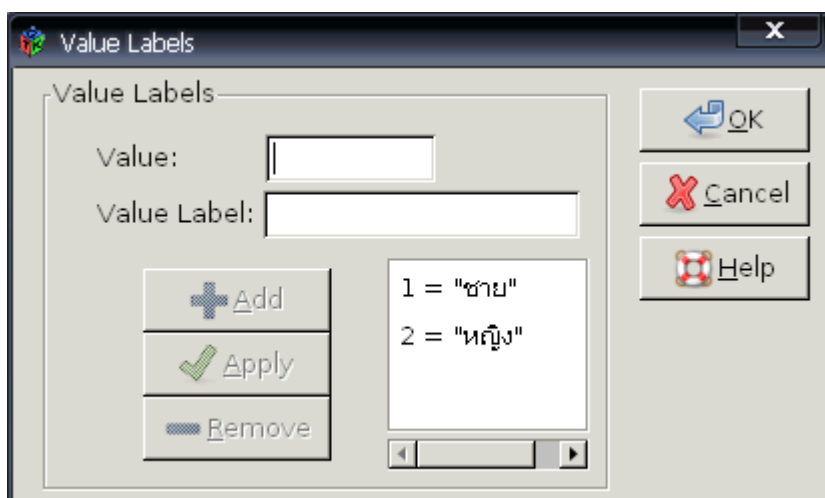 Value Labels
X
Value Labels
Value:
Value Label:
Add
Apply
Remove
1 = "ชาย"
2 = "หญิง"
OK
Cancel
Help